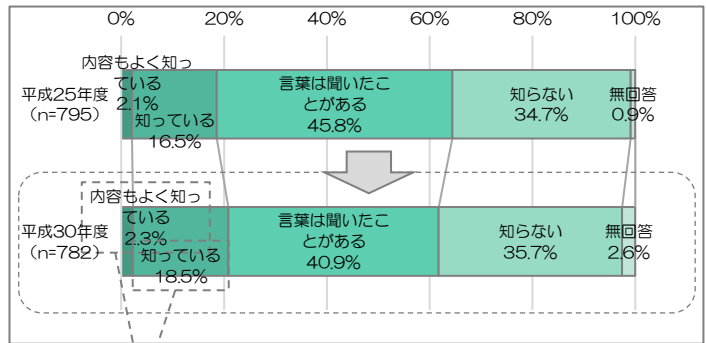 0% 20% 40% 60% 80% 100%
平成25年度
（n=795）
内容もよく知っ
ている
2.1%
知っている
16.5%
言葉は聞いたこ
とがある
45.8%
知らない
34.7%
無回答
0.9%
平成30年度
（n=782）
内容もよく知っ
ている
2.3%
知っている
18.5%
言葉は聞いたこ
とがある
40.9%
知らない
35.7%
無回答
2.6%